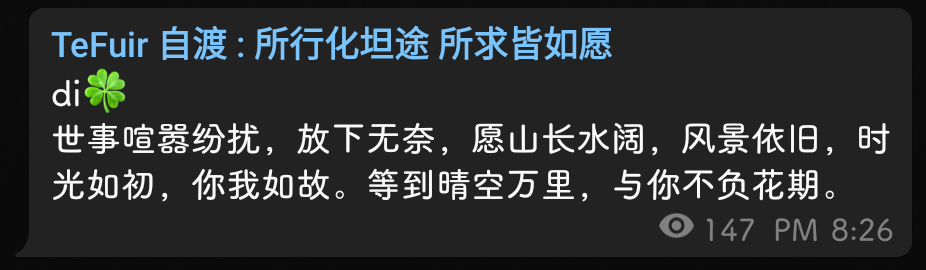 TeFuir 自渡 : 所行化坦途 所求皆如愿
di🍀
世事喧嚣纷扰，放下无奈，愿山长水阔，风景依旧，时
光如初，你我如故。等到晴空万里，与你不负花期。
147 PM 8:26